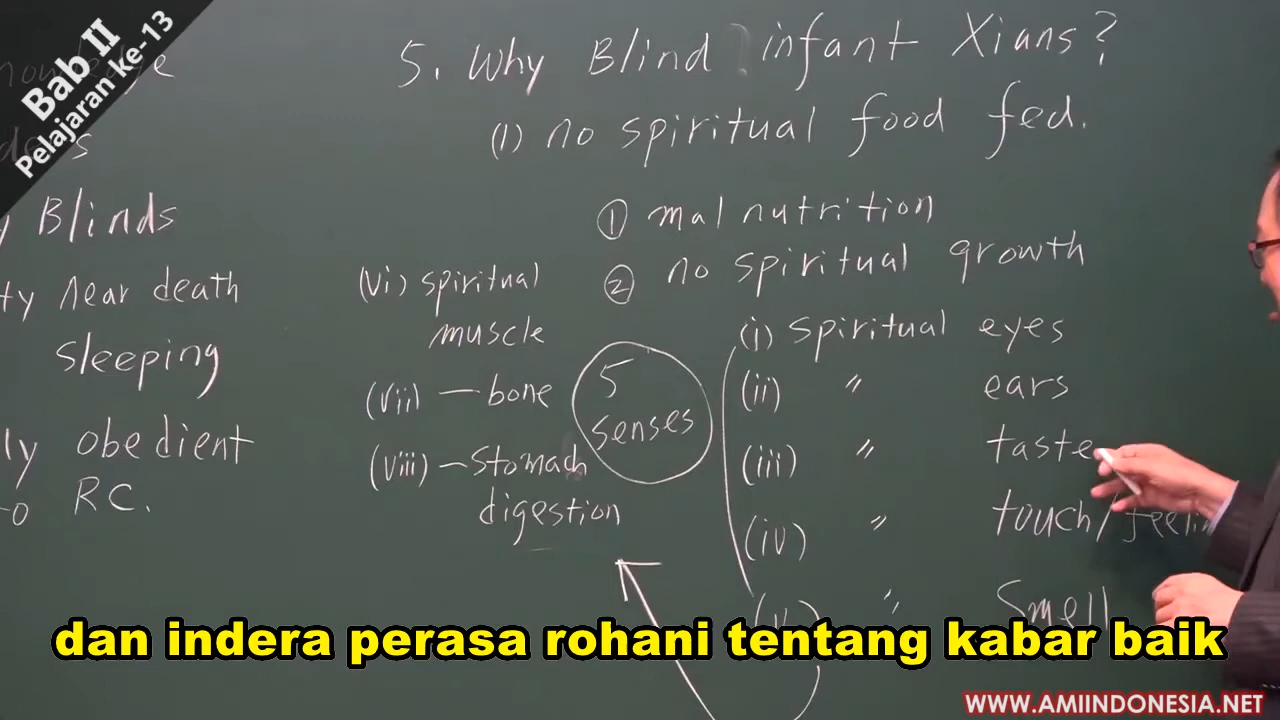 Bab II
Pelajaran ke-13
5. Why Blind infant Xians?
(1) no spiritual food fed.
① mal nutrition
② no spiritual growth
(i) Spiritual eyes
(ii) 〃 ears
(iii) 〃 taste
(iv) 〃 touch/feelin
(v) 〃 Smell
5
senses
(vi) spiritual
muscle
(vii) — bone
(viii) — Stomach
digestion
y Blinds
ty near death
sleeping
ly obedient
RC.
dan indera perasa rohani tentang kabar baik
WWW.AMIINDONESIA.NET